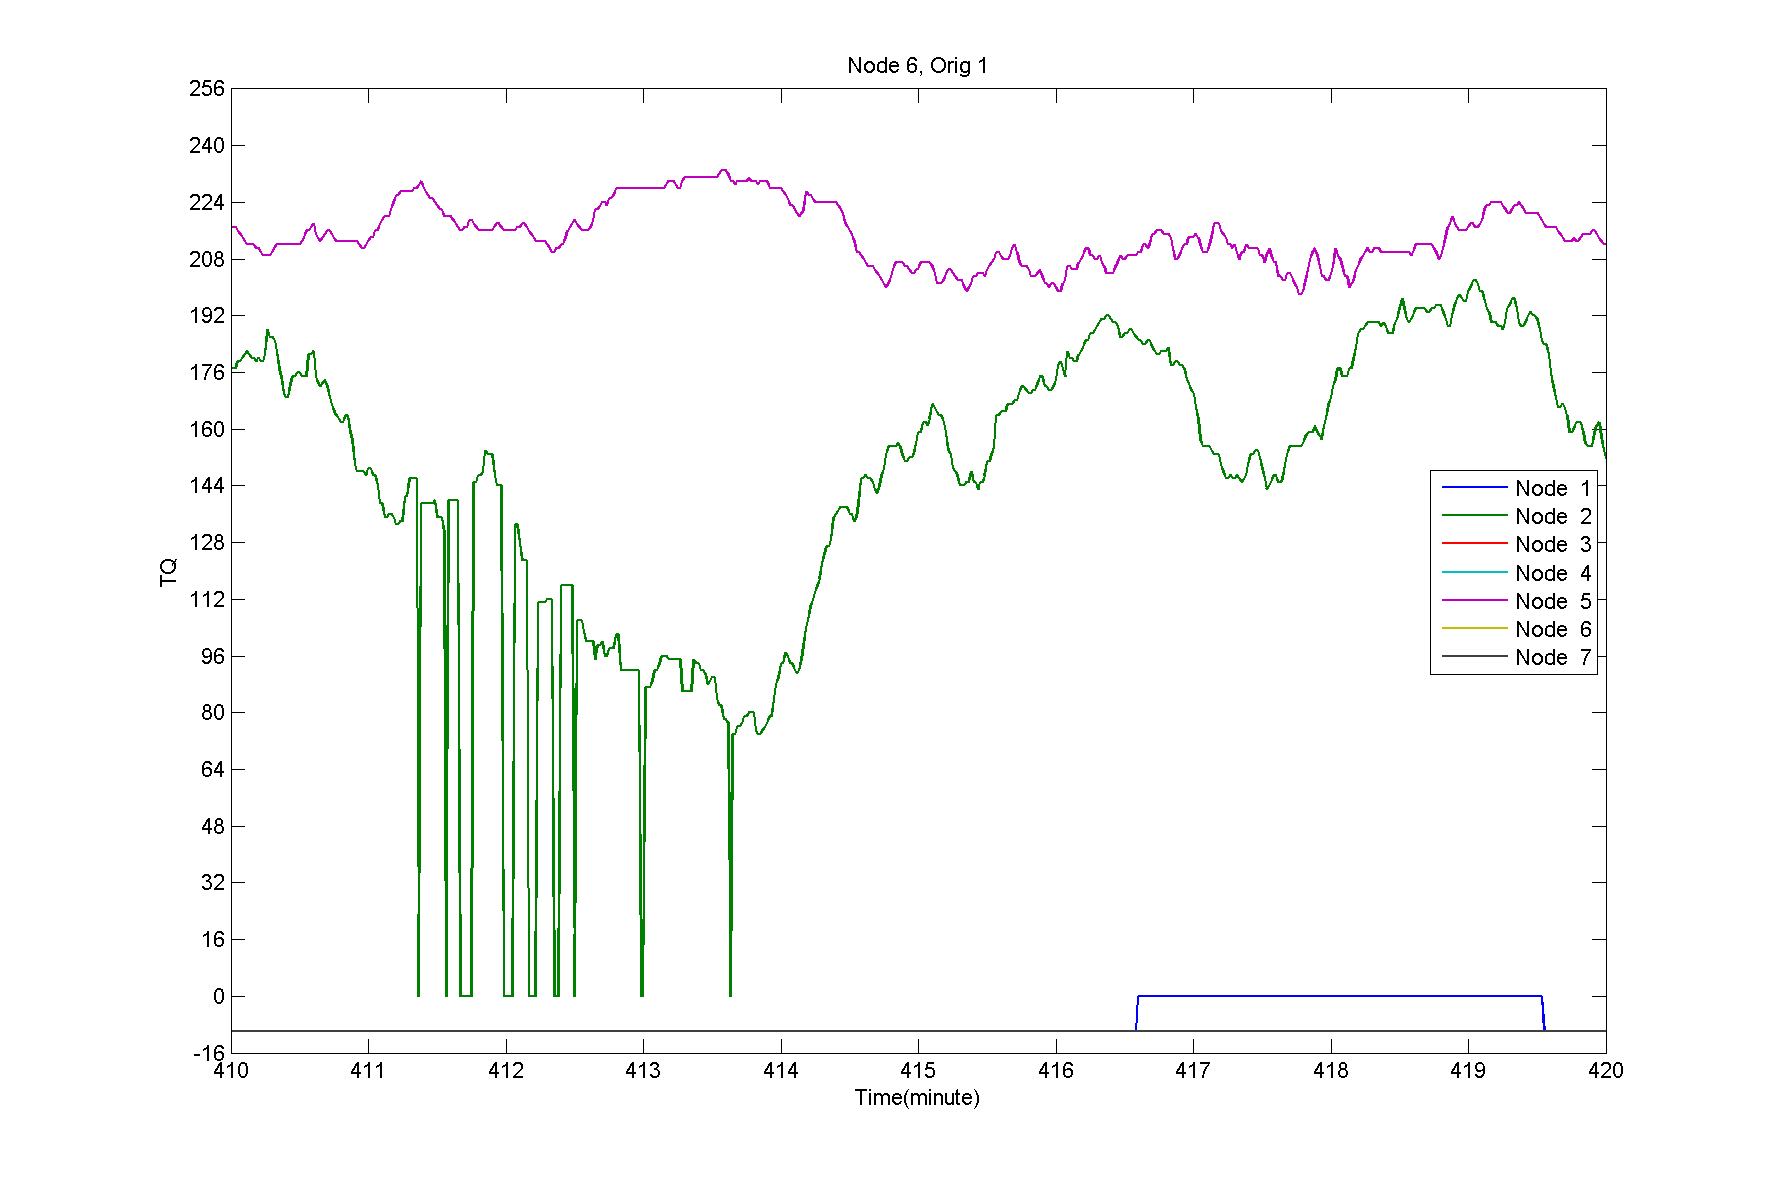 Node 6, Orig 1
256
240
224
208
192
176
160
144
128
112
96
80
64
48
32
16
0
-16
TQ
410 411 412 413 414 415 416 417 418 419 420
Time(minute)
Node 1
Node 2
Node 3
Node 4
Node 5
Node 6
Node 7